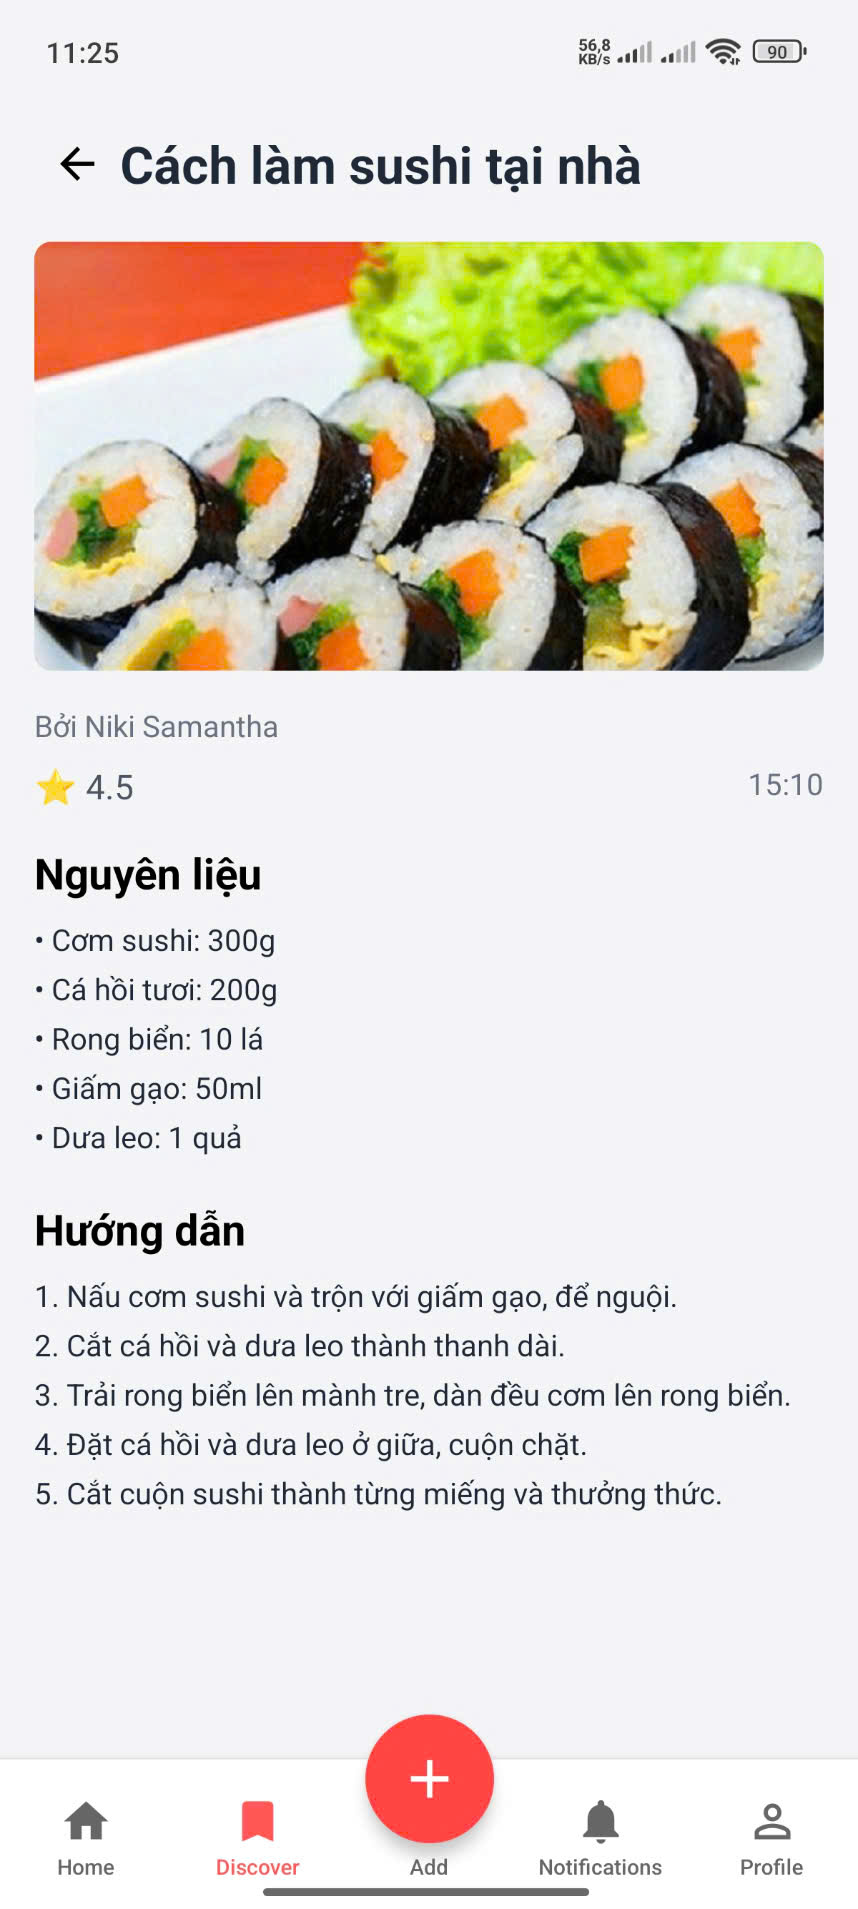 11:25
56,8
KB/s
90
Cách làm sushi tại nhà
Bởi Niki Samantha
4.5
15:10
Nguyên liệu
• Cơm sushi: 300g
• Cá hồi tươi: 200g
• Rong biển: 10 lá
• Giấm gạo: 50ml
• Dưa leo: 1 quả
Hướng dẫn
1. Nấu cơm sushi và trộn với giấm gạo, để nguội.
2. Cắt cá hồi và dưa leo thành thanh dài.
3. Trải rong biển lên mành tre, dàn đều cơm lên rong biển.
4. Đặt cá hồi và dưa leo ở giữa, cuộn chặt.
5. Cắt cuộn sushi thành từng miếng và thưởng thức.
Home
Discover
Add
Notifications
Profile